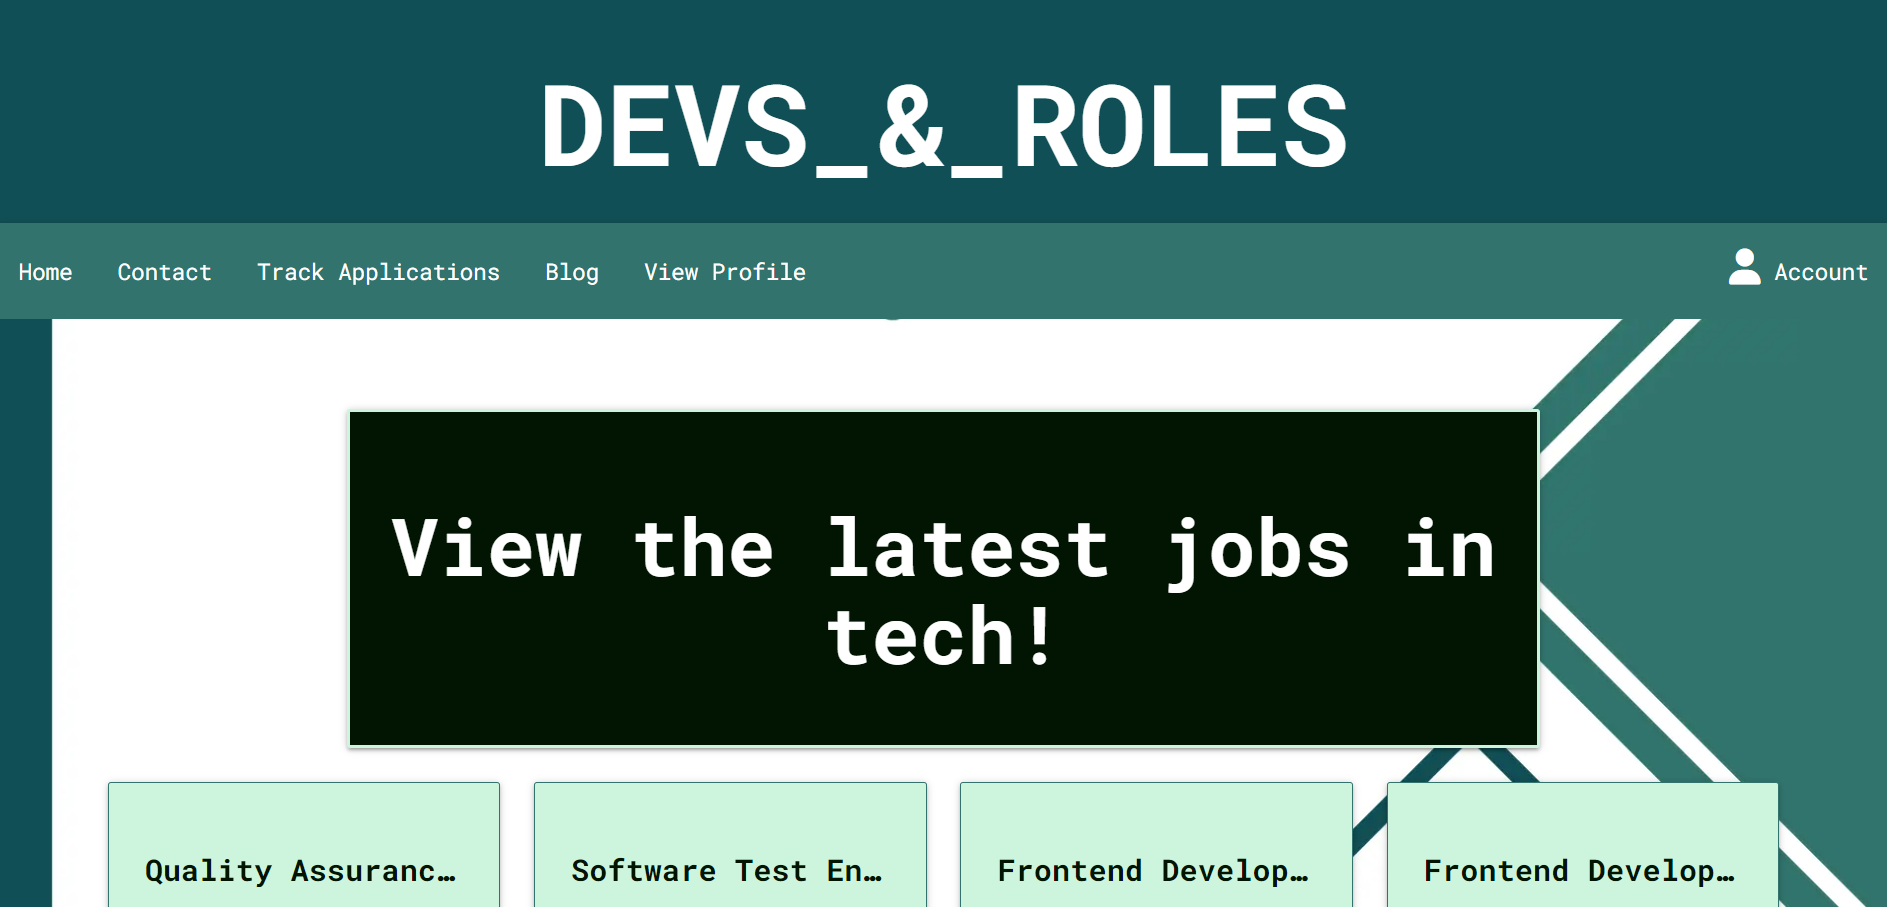 DEVS_&_ROLES
Home Contact Track Applications Blog View Profile Account
View the latest jobs in
tech!
Quality Assuranc… Software Test En… Frontend Develop… Frontend Develop…